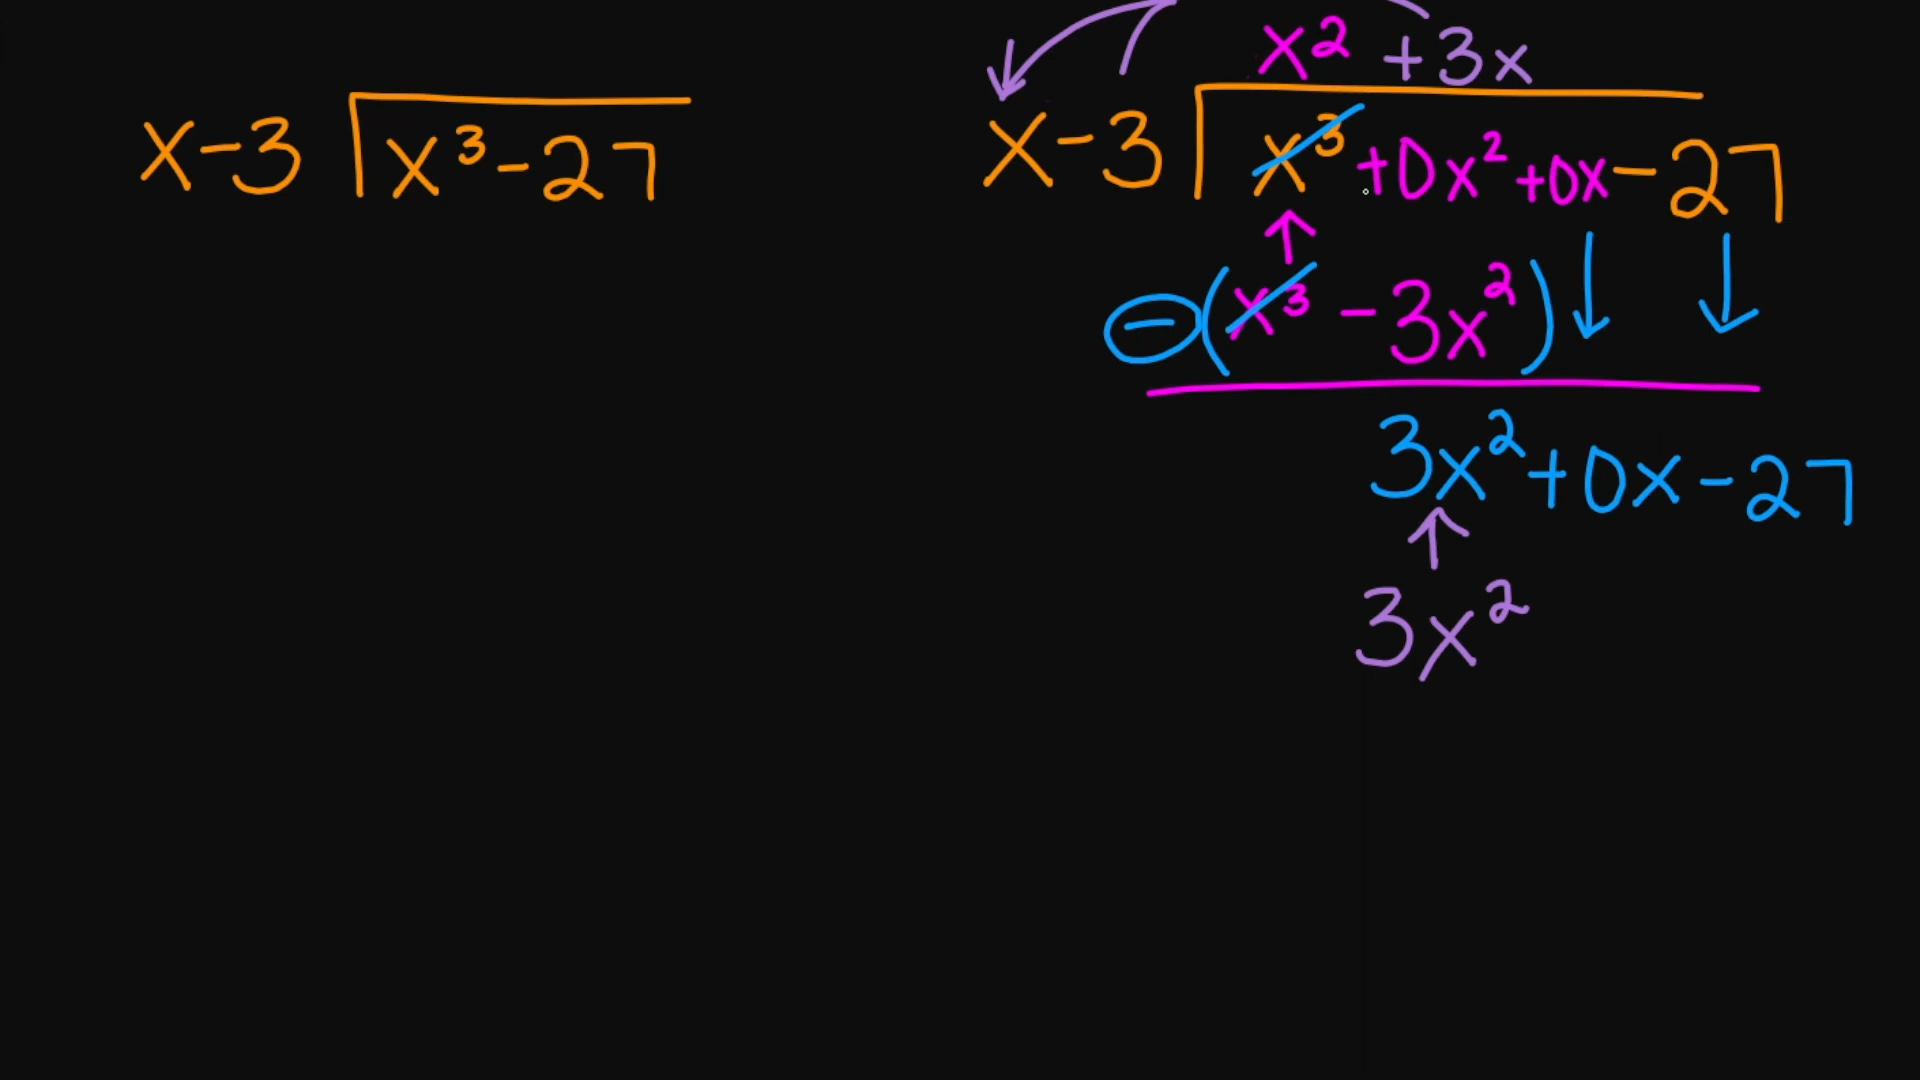 x² + 3x
x - 3 x³ - 27
x - 3 x³ + 0x² + 0x - 27
- (x³ - 3x²)
3x² + 0x - 27
3x²